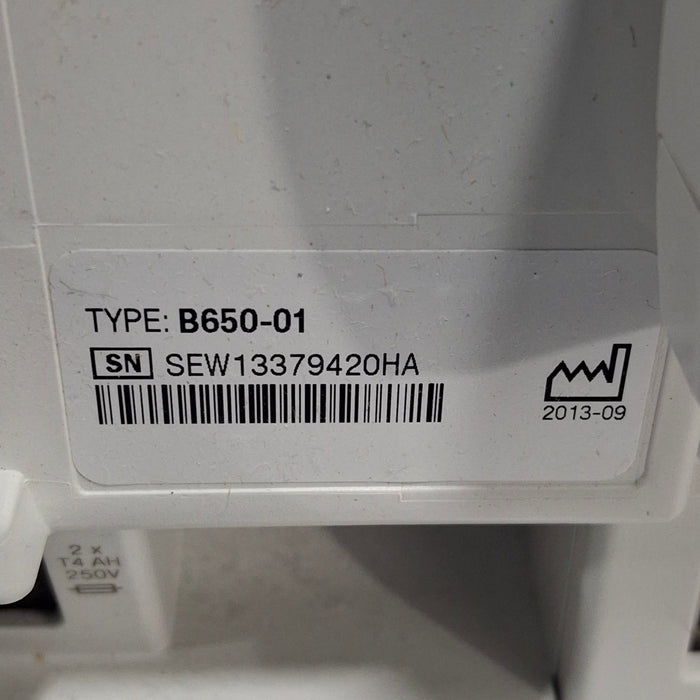 TYPE: B650-01
SN SEW13379420HA
2013-09
2 x
T4 AH
250V